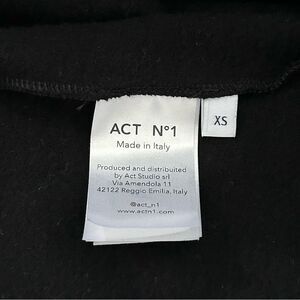 ACT N°1
Made in Italy
XS
Produced and distributed
by Act Studio srl
Via Amendola 11
42122 Reggio Emilia, Italy
@act_n1
www.actn1.com